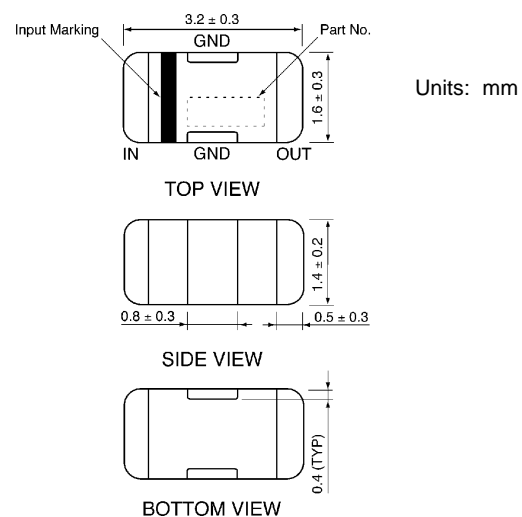 3.2 ± 0.3
Input Marking
GND
Part No.
1.6 ± 0.3
Units: mm
IN
GND
OUT
TOP VIEW
1.4 ± 0.2
0.8 ± 0.3
0.5 ± 0.3
SIDE VIEW
0.4 (TYP)
BOTTOM VIEW